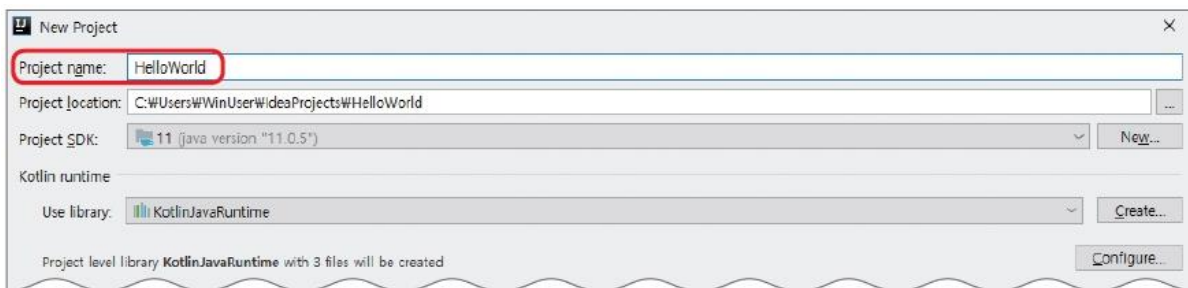 New Project
Project name: HelloWorld
Project location: C:₩Users₩WinUser₩IdeaProjects₩HelloWorld ...
Project SDK: 11 (java version "11.0.5") New...
Kotlin runtime
Use library: KotlinJavaRuntime Create...
Project level library KotlinJavaRuntime with 3 files will be created Configure...